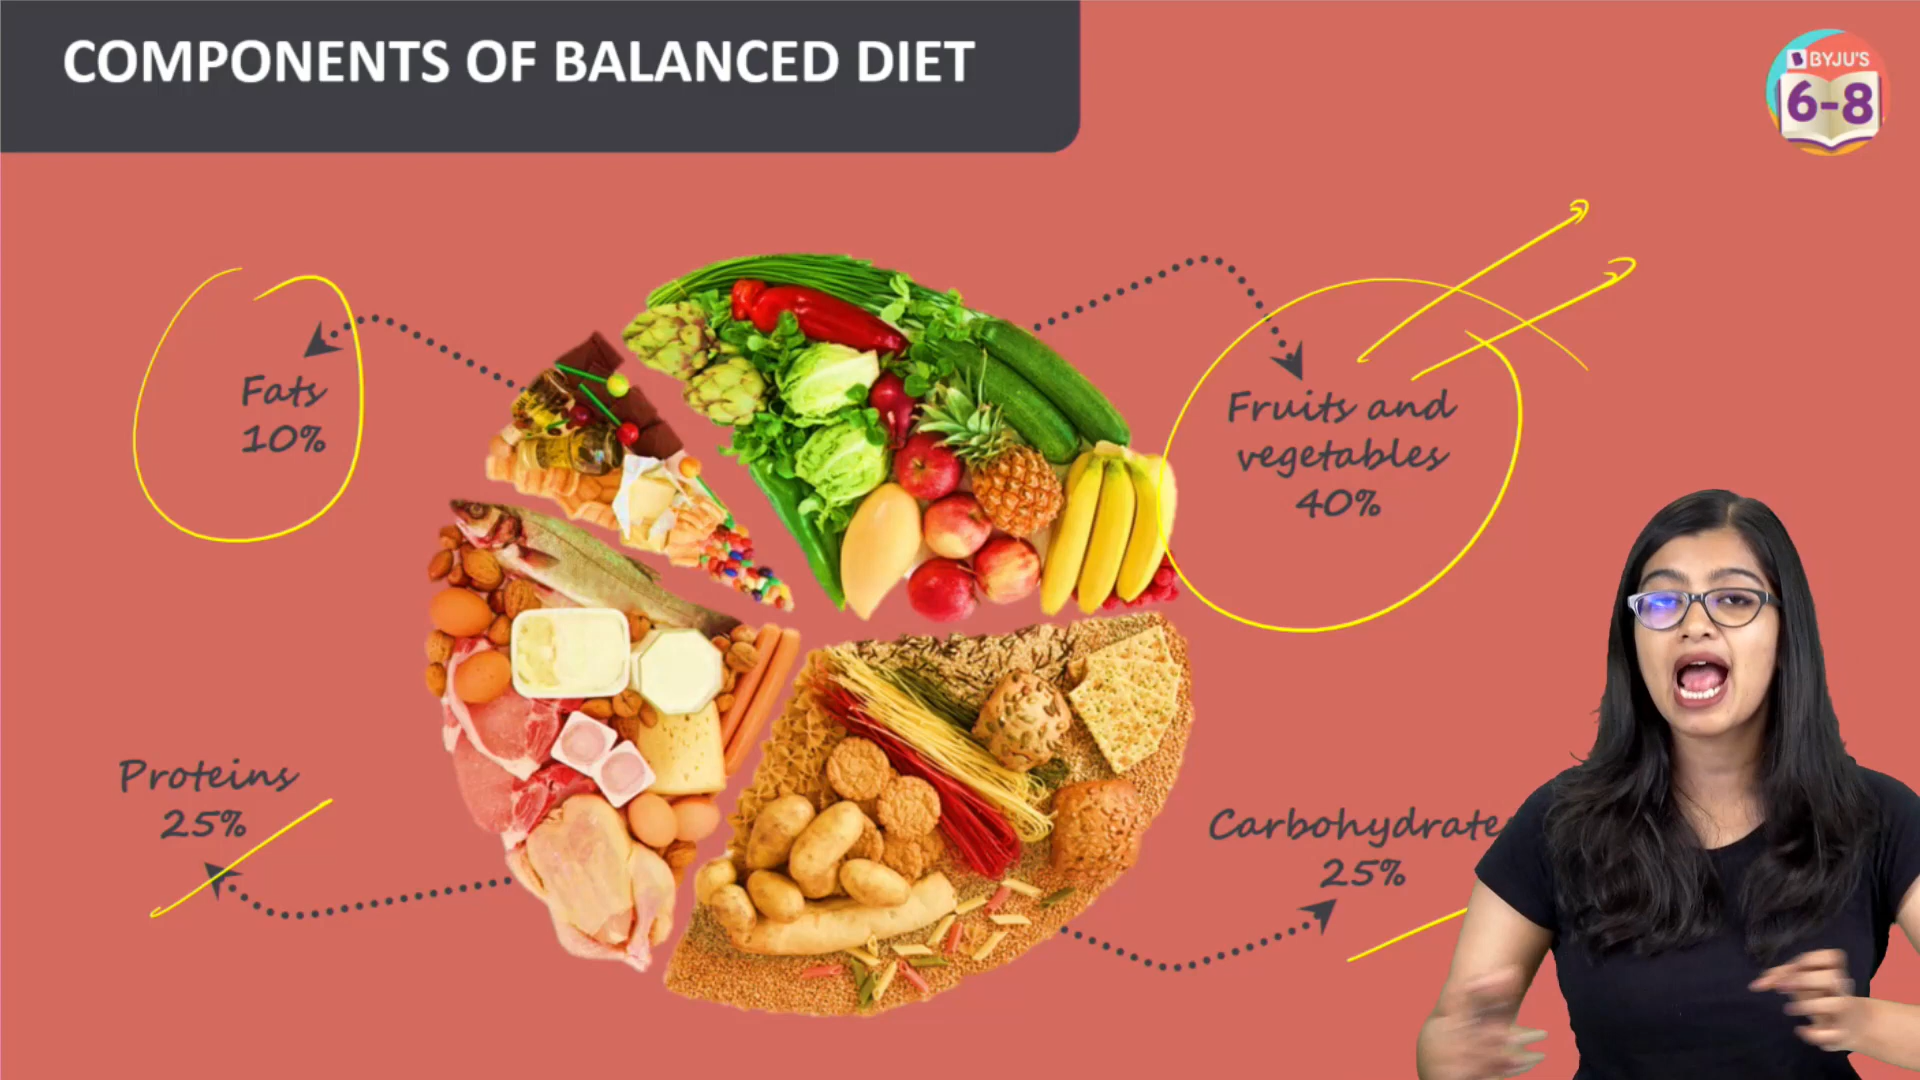 COMPONENTS OF BALANCED DIET
BYJU'S
6-8
Fats
10%
Fruits and
vegetables
40%
Proteins
25%
Carbohydrate
25%